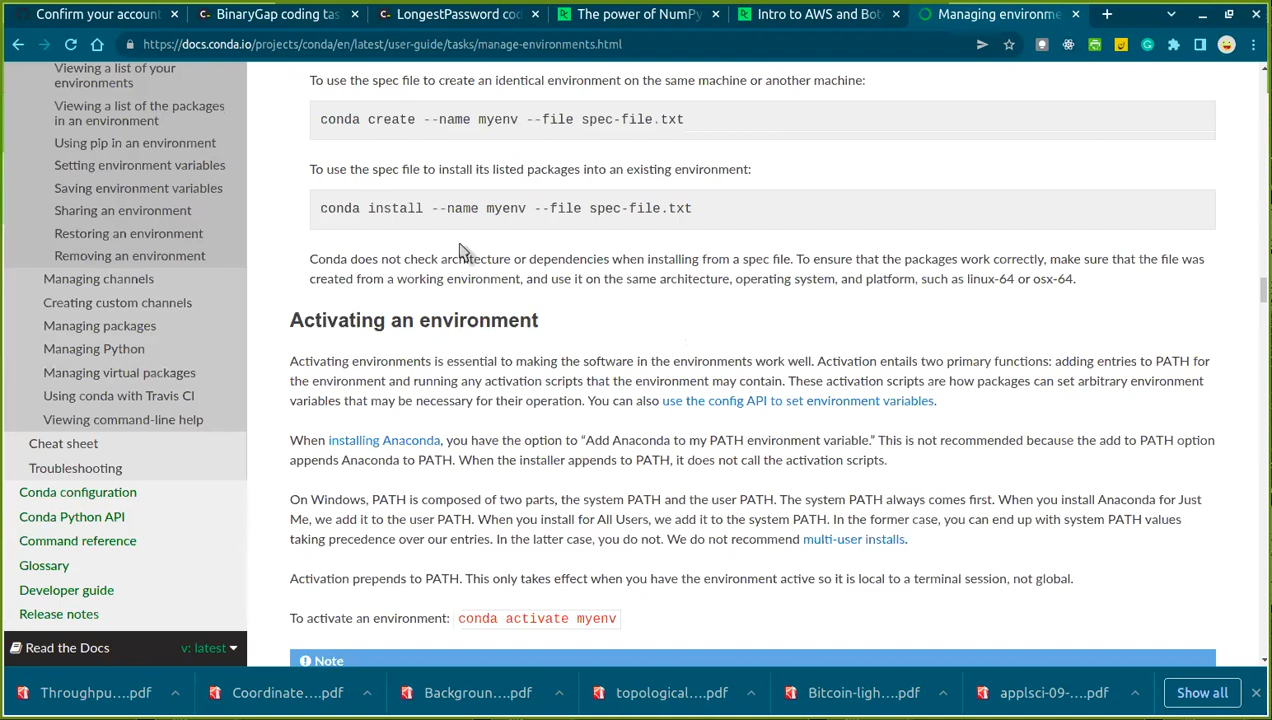 Confirm your account
BinaryGap coding tas
LongestPassword cod
The power of NumPy
Intro to AWS and Bot
Managing environme
https://docs.conda.io/projects/conda/en/latest/user-guide/tasks/manage-environments.html
Viewing a list of your
environments
Viewing a list of the packages
in an environment
Using pip in an environment
Setting environment variables
Saving environment variables
Sharing an environment
Restoring an environment
Removing an environment
Managing channels
Creating custom channels
Managing packages
Managing Python
Managing virtual packages
Using conda with Travis CI
Viewing command-line help
Cheat sheet
Troubleshooting
Conda configuration
Conda Python API
Command reference
Glossary
Developer guide
Release notes
Read the Docs
v: latest
To use the spec file to create an identical environment on the same machine or another machine:
conda create --name myenv --file spec-file.txt
To use the spec file to install its listed packages into an existing environment:
conda install --name myenv --file spec-file.txt
Conda does not check architecture or dependencies when installing from a spec file. To ensure that the packages work correctly, make sure that the file was
created from a working environment, and use it on the same architecture, operating system, and platform, such as linux-64 or osx-64.
Activating an environment
Activating environments is essential to making the software in the environments work well. Activation entails two primary functions: adding entries to PATH for
the environment and running any activation scripts that the environment may contain. These activation scripts are how packages can set arbitrary environment
variables that may be necessary for their operation. You can also use the config API to set environment variables.
When installing Anaconda, you have the option to “Add Anaconda to my PATH environment variable.” This is not recommended because the add to PATH option
appends Anaconda to PATH. When the installer appends to PATH, it does not call the activation scripts.
On Windows, PATH is composed of two parts, the system PATH and the user PATH. The system PATH always comes first. When you install Anaconda for Just
Me, we add it to the user PATH. When you install for All Users, we add it to the system PATH. In the former case, you can end up with system PATH values
taking precedence over our entries. In the latter case, you do not. We do not recommend multi-user installs.
Activation prepends to PATH. This only takes effect when you have the environment active so it is local to a terminal session, not global.
To activate an environment: conda activate myenv
Note
Throughpu....pdf
Coordinate....pdf
Backgroun....pdf
topological....pdf
Bitcoin-ligh....pdf
applsci-09-....pdf
Show all